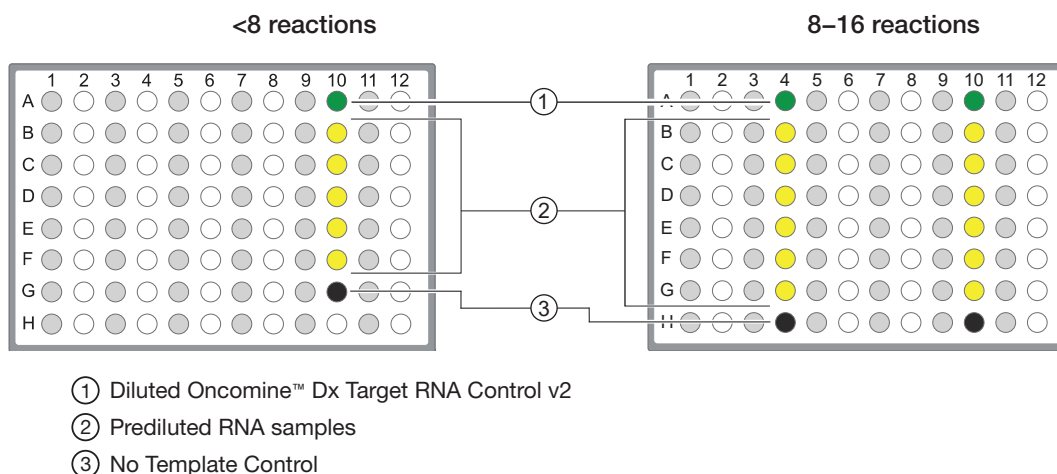 <8 reactions
8–16 reactions
1 2 3 4 5 6 7 8 9 10 11 12
A
B
C
D
E
F
G
H
1 2 3 4 5 6 7 8 9 10 11 12
A
B
C
D
E
F
G
H
1
2
3
1 Diluted Oncomine™ Dx Target RNA Control v2
2 Prediluted RNA samples
3 No Template Control